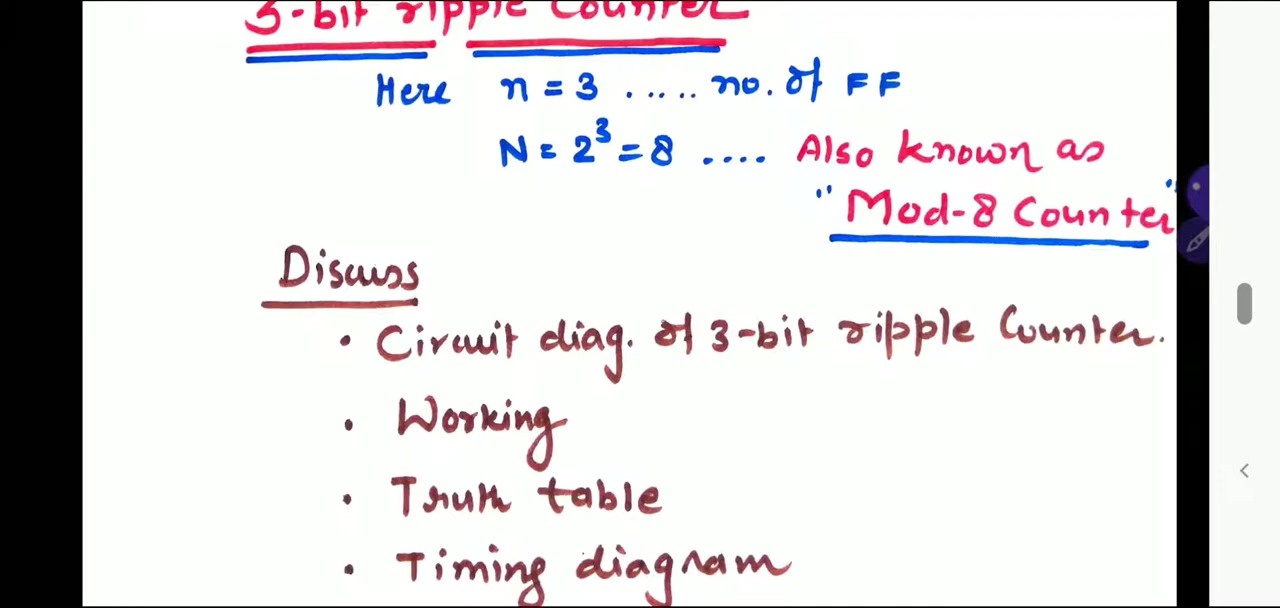 3-bit ripple Counter
Here n = 3 ..... no. of FF
N = 2³ = 8 .... Also known as
"Mod-8 Counter"
Discuss
• Circuit diag. of 3-bit ripple Counter.
• Working
• Truth table
• Timing diagram